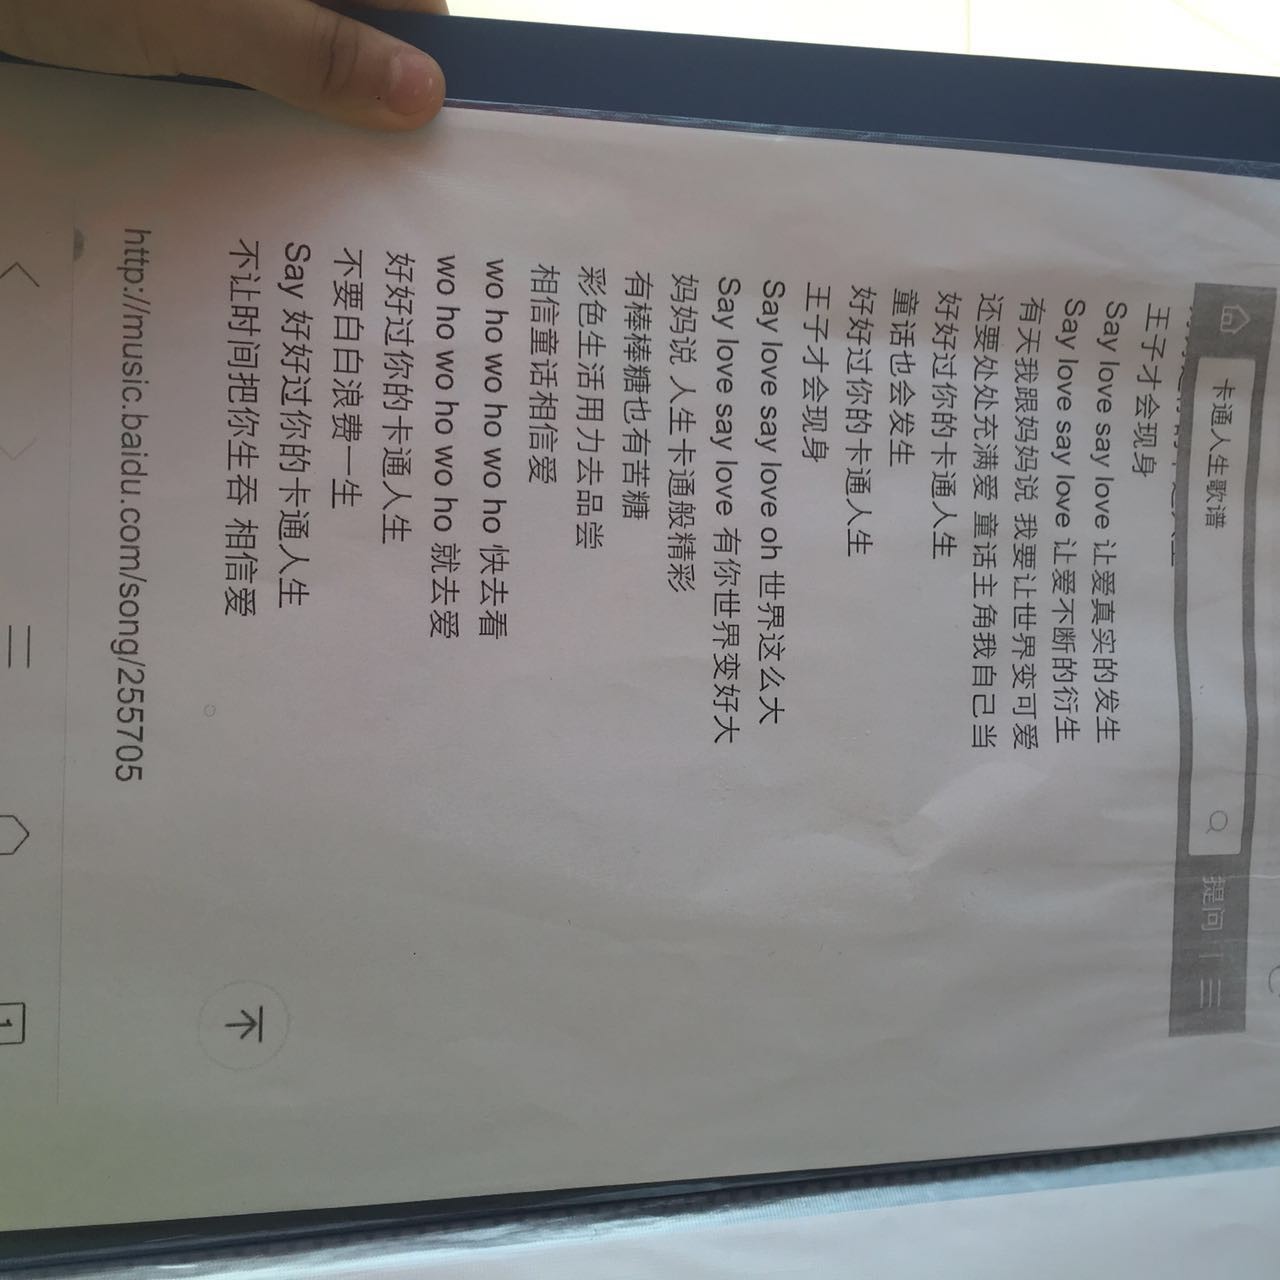 卡通人生歌谱
提问
王子才会现身
Say love say love 让爱真实的发生
Say love say love 让爱不断的衍生
有天我跟妈妈说 我要让世界变可爱
还要处处充满爱 童话主角我自己当
好好过你的卡通人生
童话也会发生
好好过你的卡通人生
王子才会现身
Say love say love oh 世界这么大
Say love say love 有你世界变好大
妈妈说 人生卡通般精彩
有棒棒糖也有苦糖
彩色生活用力去品尝
相信童话相信爱
wo ho wo ho wo ho 快去看
wo ho wo ho wo ho 就去爱
好好过你的卡通人生
不要白白浪费一生
Say 好好过你的卡通人生
不让时间把你生吞 相信爱
http://music.baidu.com/song/255705
1